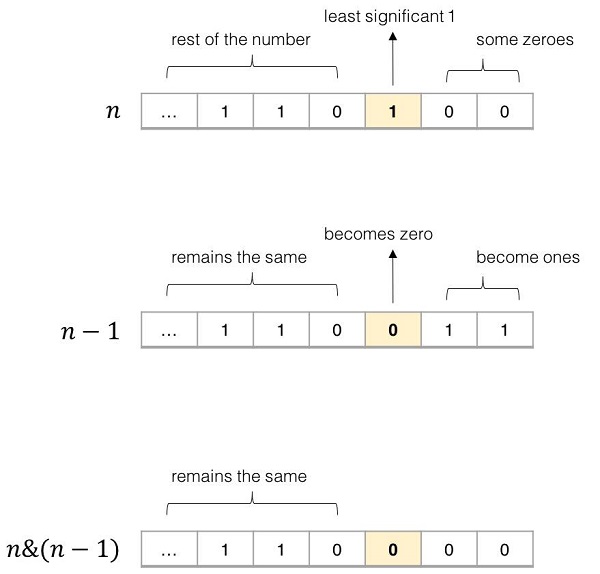 least significant 1
rest of the number
some zeroes
n ... 1 1 0 1 0 0
becomes zero
remains the same
become ones
n − 1 ... 1 1 0 0 1 1
remains the same
n&(n − 1) ... 1 1 0 0 0 0